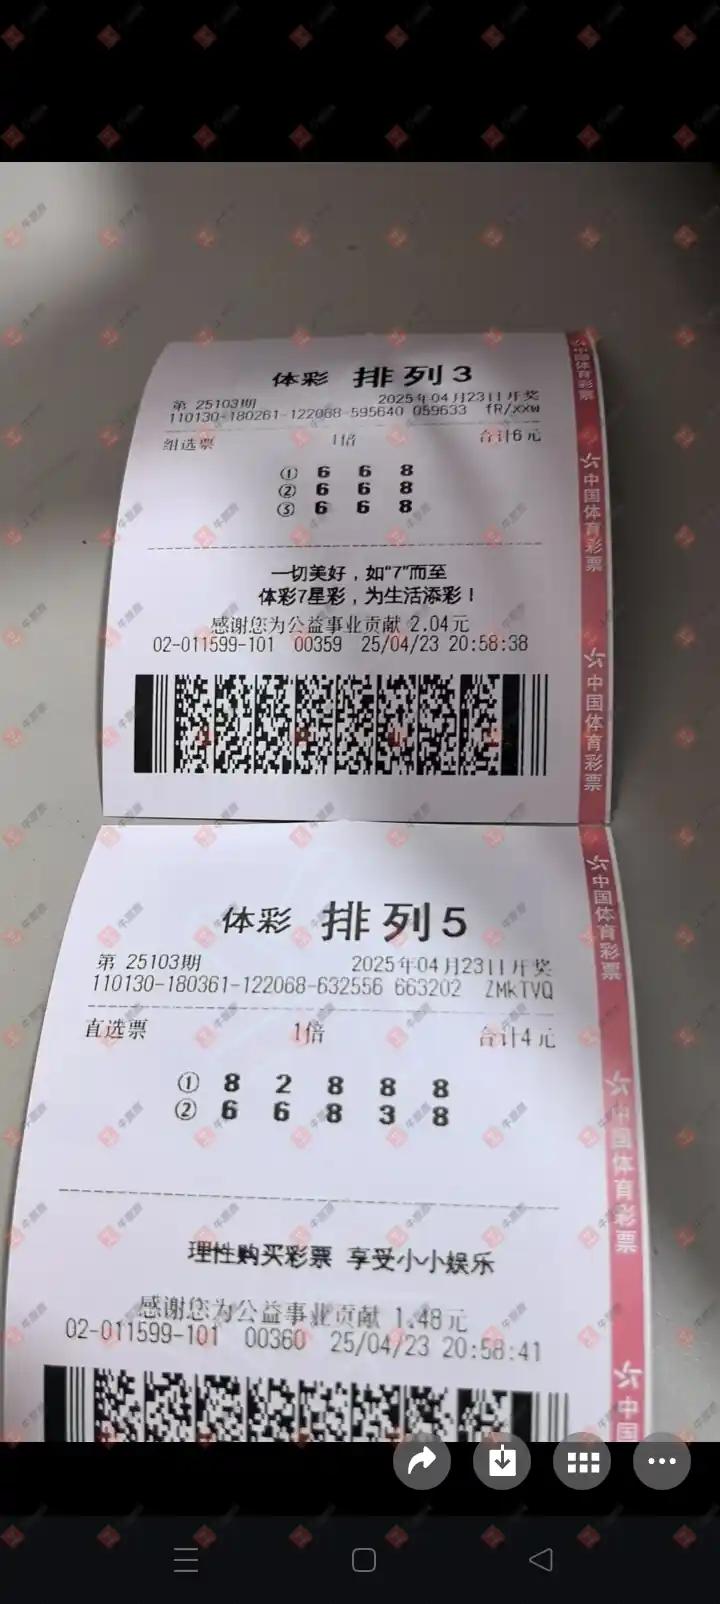 体彩 排列3
第 25103期 2025年04月23日开奖
110130-180261-122068-595640 059633 fR/xxw
组选票 1倍 合计6元
① 6 6 8
② 6 6 8
③ 6 6 8
一切美好，如“7”而至
体彩7星彩，为生活添彩！
感谢您为公益事业贡献 2.04元
02-011599-101 00359 25/04/23 20:58:38
中国体育彩票
中国体育彩票
中国体育彩票
体彩 排列5
第 25103期 2025年04月23日开奖
110130-180361-122068-632556 663202 ZMkTVQ
直选票 1倍 合计4元
① 8 2 8 8 8
② 6 6 8 3 8
理性购买彩票 享受小小娱乐
感谢您为公益事业贡献 1.48元
02-011599-101 00360 25/04/23 20:58:41
中国体育彩票
中国体育彩票
中国